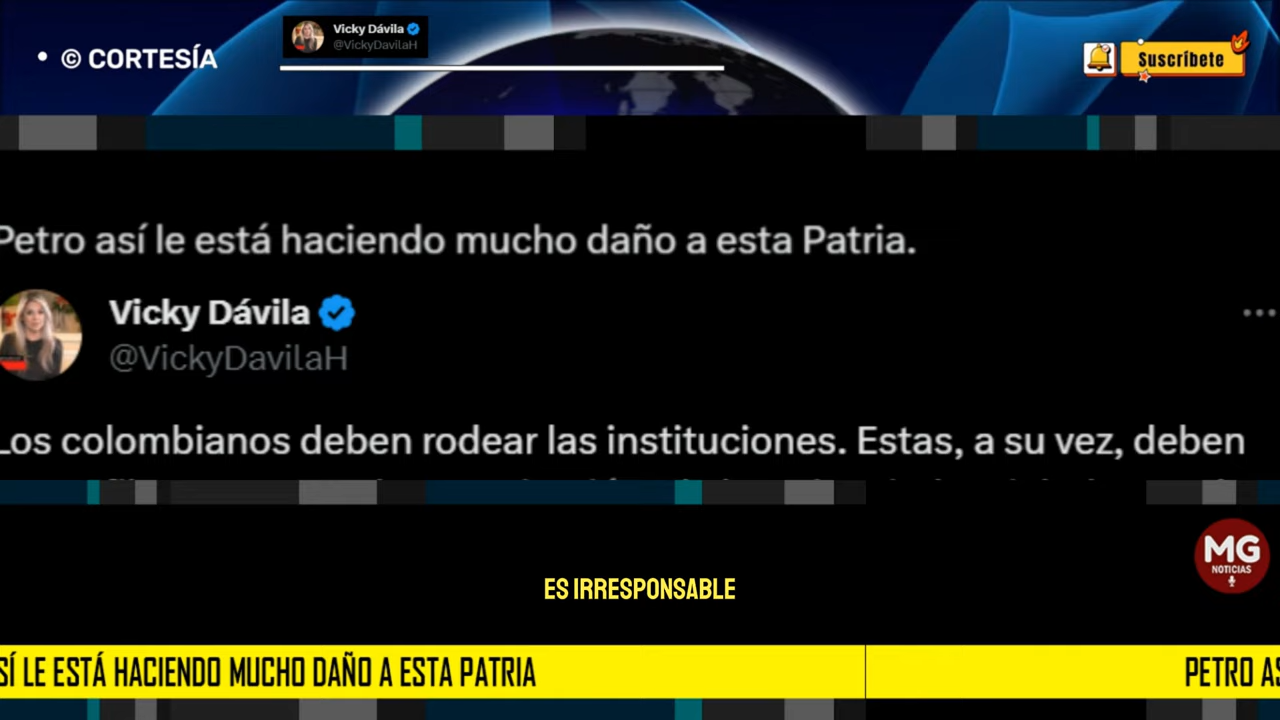 • © CORTESÍA
Vicky Dávila
@VickyDavilaH
Suscríbete
Petro así le está haciendo mucho daño a esta Patria.
Vicky Dávila
@VickyDavilaH
Los colombianos deben rodear las instituciones. Estas, a su vez, deben
MG
NOTICIAS
ES IRRESPONSABLE
SÍ LE ESTÁ HACIENDO MUCHO DAÑO A ESTA PATRIA
PETRO AS